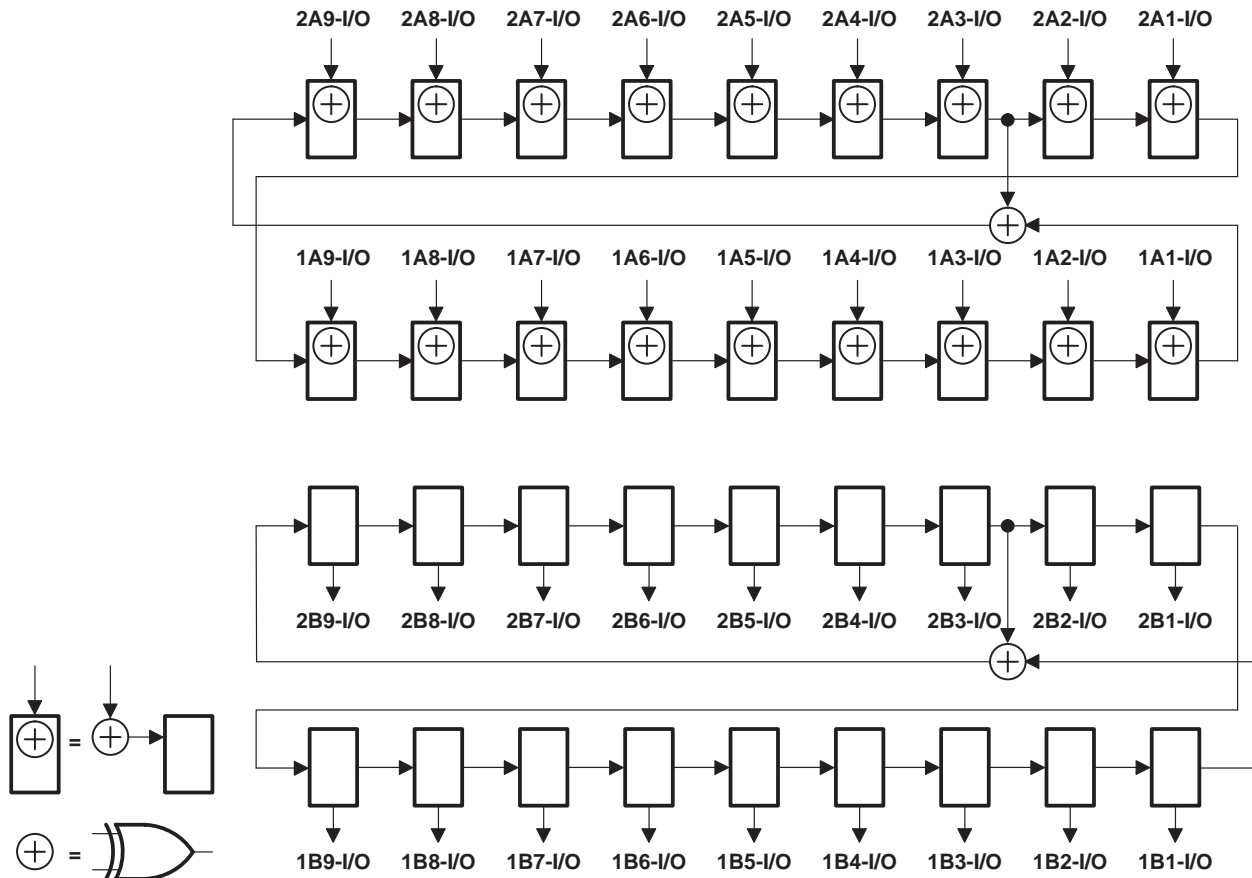 2A9-I/O 2A8-I/O 2A7-I/O 2A6-I/O 2A5-I/O 2A4-I/O 2A3-I/O 2A2-I/O 2A1-I/O
1A9-I/O 1A8-I/O 1A7-I/O 1A6-I/O 1A5-I/O 1A4-I/O 1A3-I/O 1A2-I/O 1A1-I/O
2B9-I/O 2B8-I/O 2B7-I/O 2B6-I/O 2B5-I/O 2B4-I/O 2B3-I/O 2B2-I/O 2B1-I/O
=
=
1B9-I/O 1B8-I/O 1B7-I/O 1B6-I/O 1B5-I/O 1B4-I/O 1B3-I/O 1B2-I/O 1B1-I/O